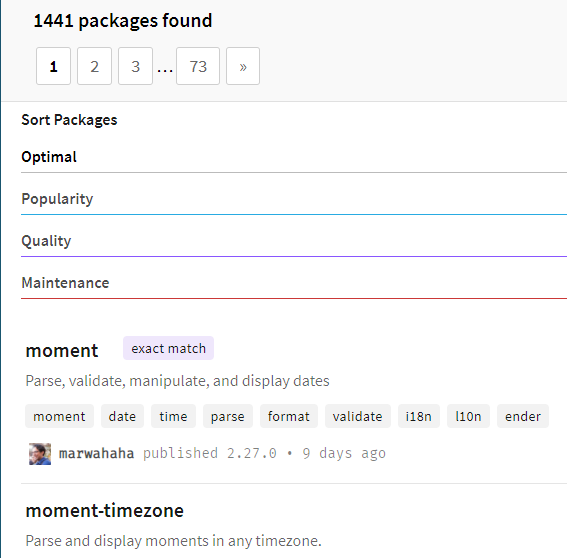 1441 packages found
1 2 3 ... 73 »
Sort Packages
Optimal
Popularity
Quality
Maintenance
moment exact match
Parse, validate, manipulate, and display dates
moment date time parse format validate i18n l10n ender
marwahaha published 2.27.0 • 9 days ago
moment-timezone
Parse and display moments in any timezone.